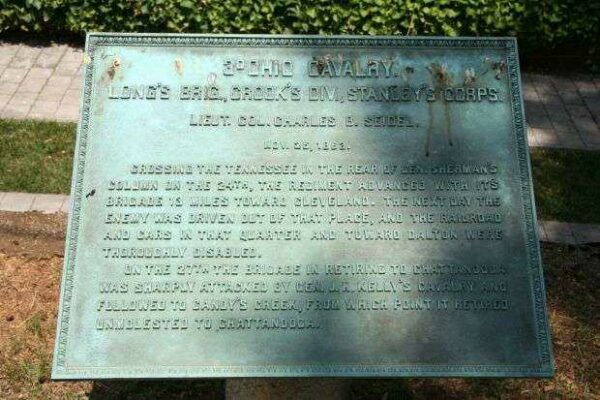 3D OHIO CAVALRY.
LONG'S BRIG., CROOK'S DIV., STANLEY'S CORPS.
LIEUT. COL. CHARLES B. SEIDEL.
NOV. 25, 1863.
CROSSING THE TENNESSEE IN THE REAR OF GEN. SHERMAN'S
COLUMN ON THE 24TH, THE REGIMENT ADVANCED WITH ITS
BRIGADE 13 MILES TOWARD CLEVELAND. THE NEXT DAY THE
ENEMY WAS DRIVEN OUT OF THAT PLACE, AND THE RAILROAD
AND CARS IN THAT QUARTER AND TOWARD DALTON WERE
THOROUGHLY DISABLED.
ON THE 27TH THE BRIGADE IN RETIRING TO CHATTANOOGA
WAS SHARPLY ATTACKED BY GEN. J. H. KELLY'S CAVALRY AND
FOLLOWED TO CANDY'S CREEK, FROM WHICH POINT IT RETIRED
UNMOLESTED TO CHATTANOOGA.